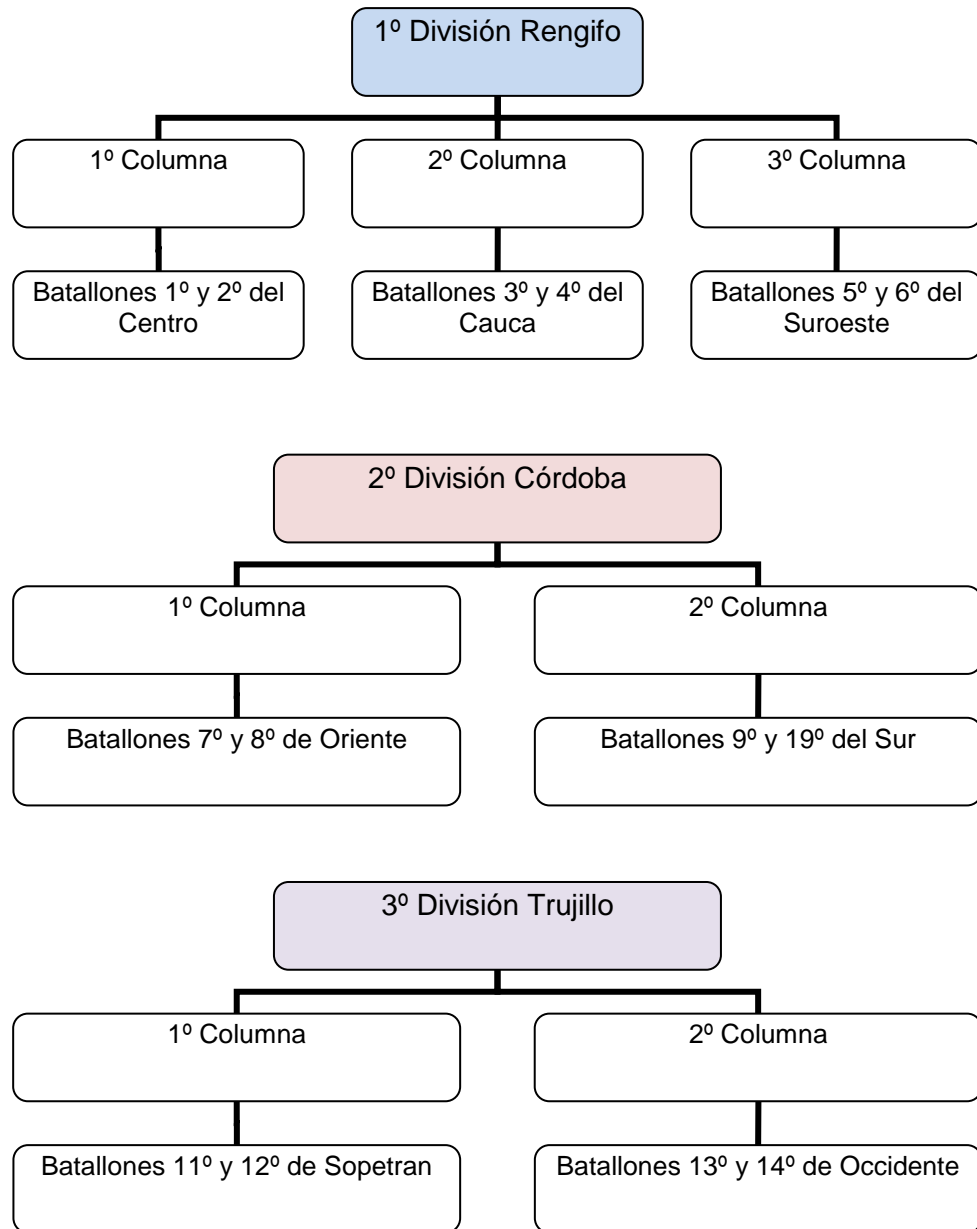 1º División Rengifo
1º Columna
2º Columna
3º Columna
Batallones 1º y 2º del
Centro
Batallones 3º y 4º del
Cauca
Batallones 5º y 6º del
Suroeste
2º División Córdoba
1º Columna
2º Columna
Batallones 7º y 8º de Oriente
Batallones 9º y 19º del Sur
3º División Trujillo
1º Columna
2º Columna
Batallones 11º y 12º de Sopetran
Batallones 13º y 14º de Occidente